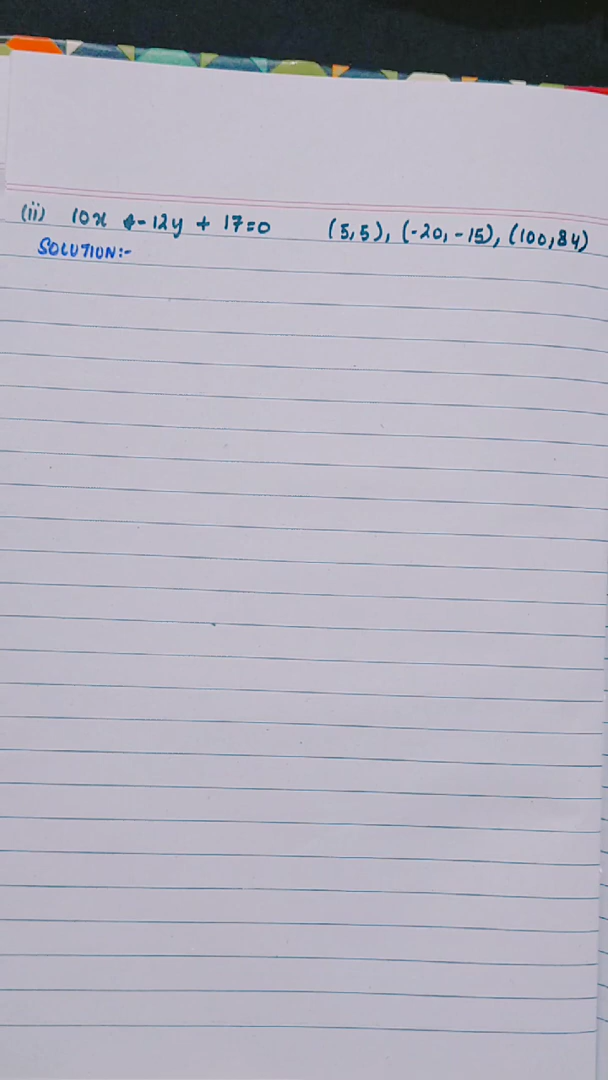 (ii) 10x - 12y + 17=0 (5,5), (-20,-15), (100,84)
SOLUTION:-